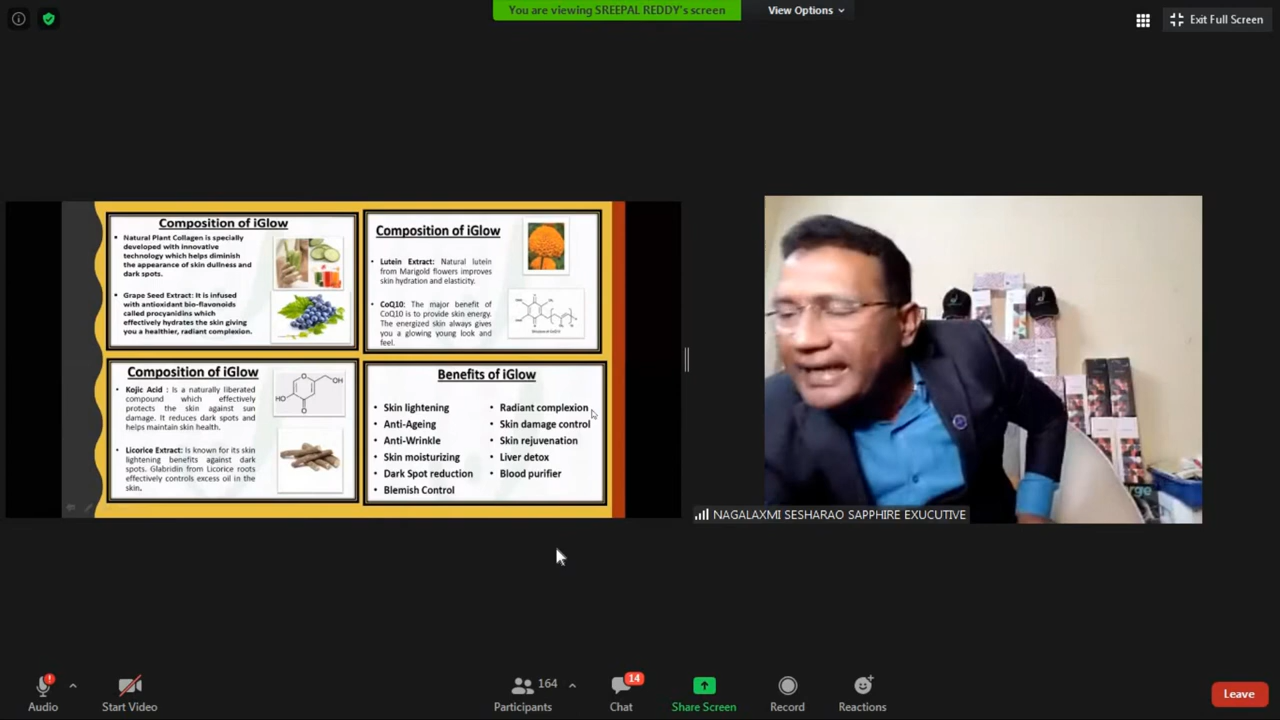 You are viewing SREEPAL REDDY's screen
View Options
Exit Full Screen
Composition of iGlow
• Natural Plant Collagen is specially
developed with innovative
technology which helps diminish
the appearance of skin dullness and
dark spots.
• Grape Seed Extract: It is infused
with antioxidant bio-flavonoids
called procyanidins which
effectively hydrates the skin giving
you a healthier, radiant complexion.
Composition of iGlow
• Lutein Extract: Natural lutein
from Marigold flowers improves
skin hydration and elasticity.
• CoQ10: The major benefit of
CoQ10 is to provide skin energy.
The energized skin always gives
you a glowing young look and
feel.
Composition of iGlow
• Kojic Acid : Is a naturally liberated
compound which effectively
protects the skin against sun
damage. It reduces dark spots and
helps maintain skin health.
• Licorice Extract: Is known for its skin
lightening benefits against dark
spots. Glabridin from Licorice roots
effectively controls excess oil in the
skin.
OH
HO
O
O
Benefits of iGlow
• Skin lightening
• Anti-Ageing
• Anti-Wrinkle
• Skin moisturizing
• Dark Spot reduction
• Blemish Control
• Radiant complexion
• Skin damage control
• Skin rejuvenation
• Liver detox
• Blood purifier
NAGALAXMI SESHARAO SAPPHIRE EXUCUTIVE
Audio
Start Video
164
Participants
14
Chat
Share Screen
Record
Reactions
Leave